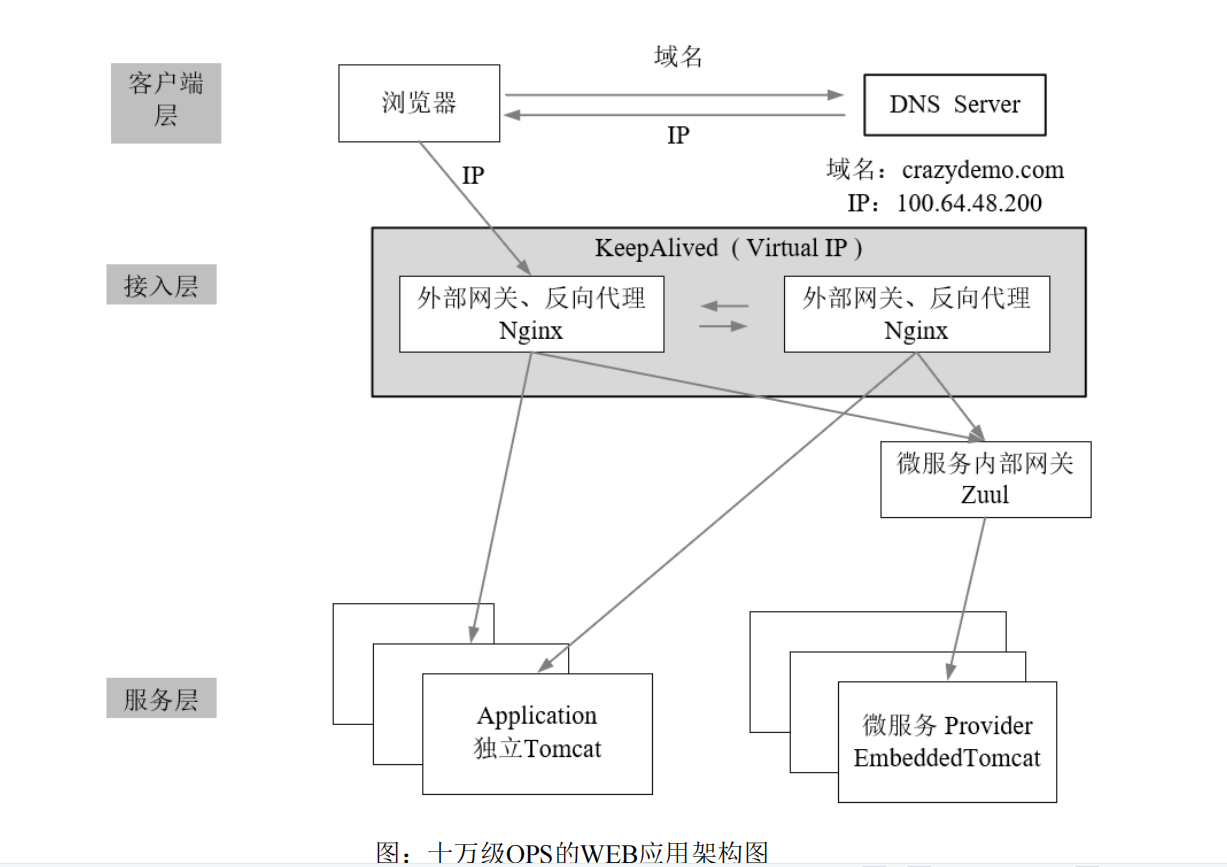 域名
客户端
层
浏览器
DNS Server
IP
IP
域名：crazydemo.com
IP：100.64.48.200
KeepAlived ( Virtual IP )
接入层
外部网关、反向代理
Nginx
外部网关、反向代理
Nginx
微服务内部网关
Zuul
服务层
Application
独立Tomcat
微服务 Provider
EmbeddedTomcat
图：十万级QPS的WEB应用架构图